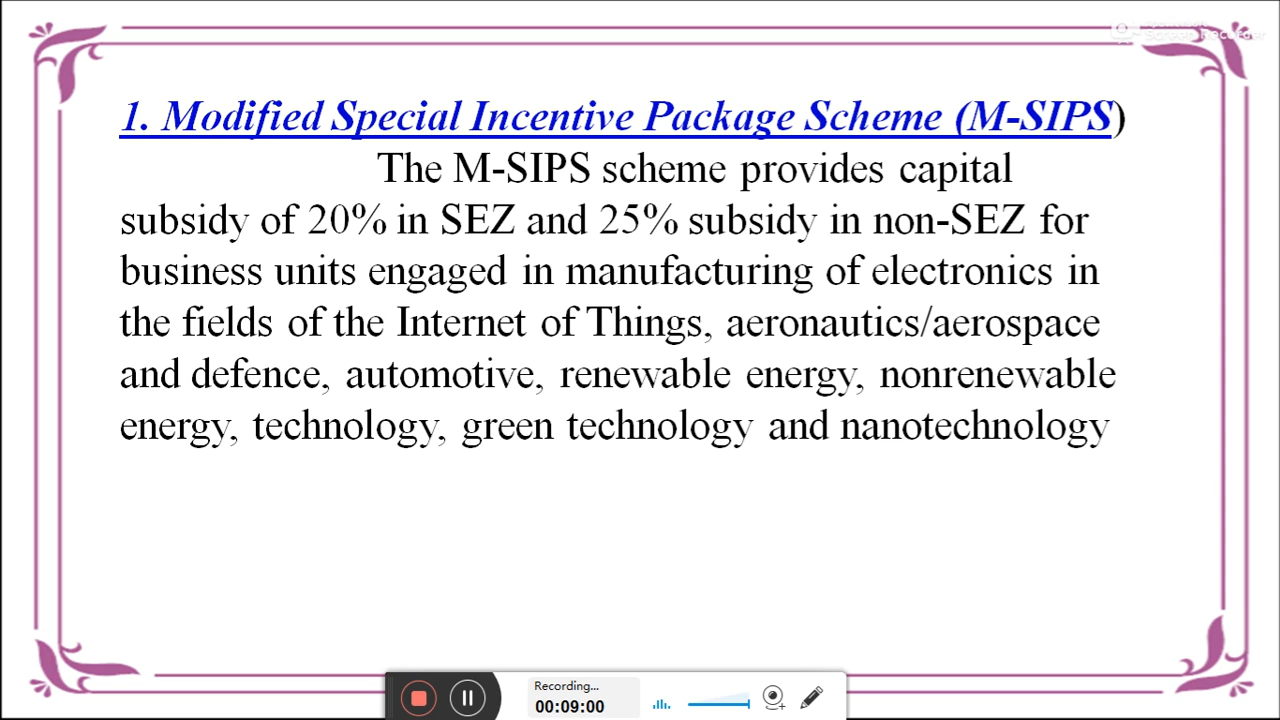 Screen Recorder
1. Modified Special Incentive Package Scheme (M-SIPS)
The M-SIPS scheme provides capital
subsidy of 20% in SEZ and 25% subsidy in non-SEZ for
business units engaged in manufacturing of electronics in
the fields of the Internet of Things, aeronautics/aerospace
and defence, automotive, renewable energy, nonrenewable
energy, technology, green technology and nanotechnology
Recording...
00:09:00